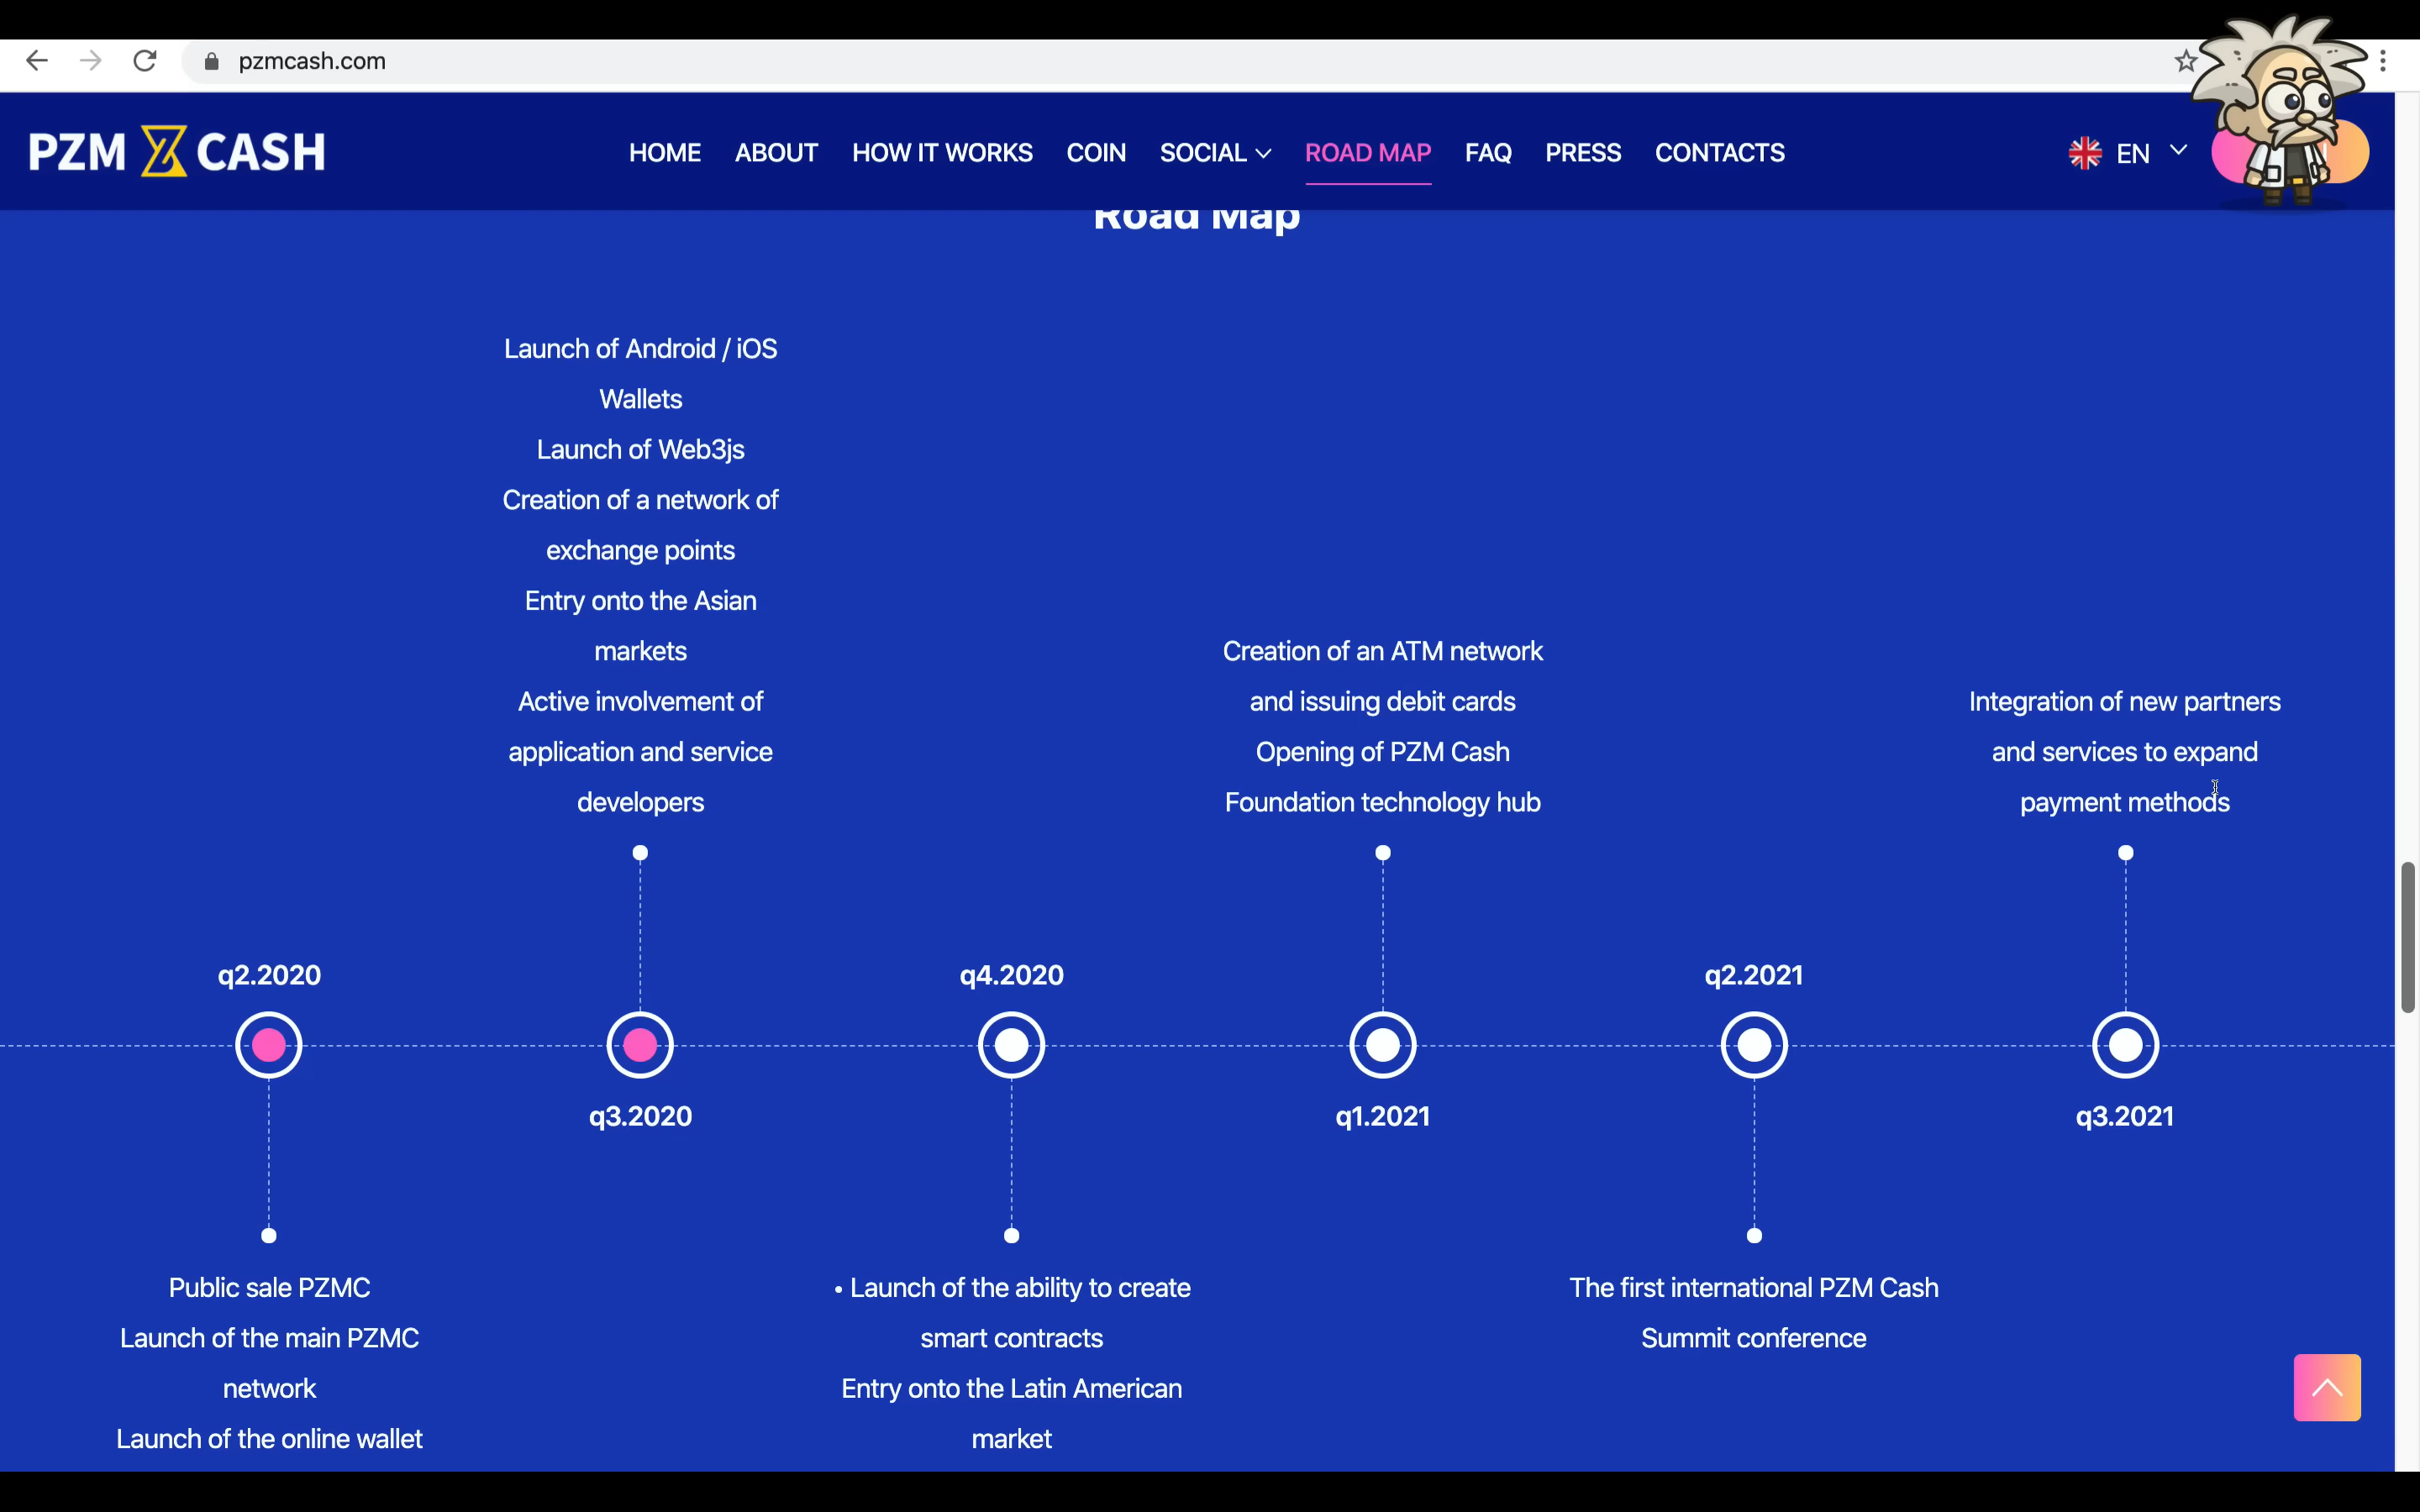 pzmcash.com
PZM CASH
HOME ABOUT HOW IT WORKS COIN SOCIAL ROAD MAP FAQ PRESS CONTACTS
EN
Road Map
Launch of Android / iOS
Wallets
Launch of Web3js
Creation of a network of
exchange points
Entry onto the Asian
markets
Active involvement of
application and service
developers
Creation of an ATM network
and issuing debit cards
Opening of PZM Cash
Foundation technology hub
Integration of new partners
and services to expand
payment methods
q2.2020
q4.2020
q2.2021
q3.2020
q1.2021
q3.2021
Public sale PZMC
Launch of the main PZMC
network
Launch of the online wallet
• Launch of the ability to create
smart contracts
Entry onto the Latin American
market
The first international PZM Cash
Summit conference